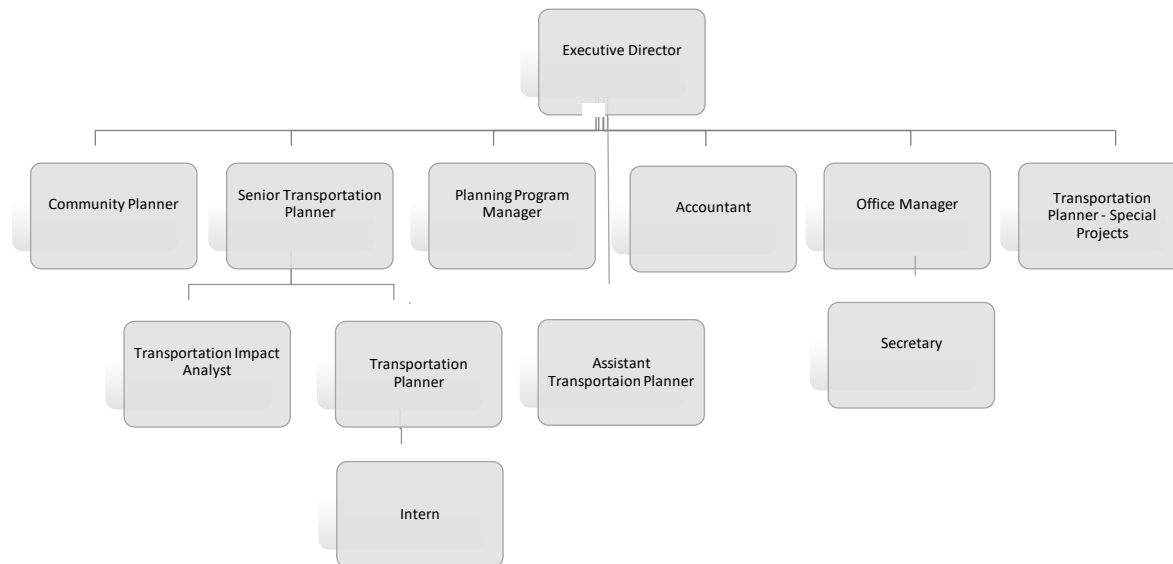 Executive Director
Community Planner
Senior Transportation
Planner
Planning Program
Manager
Accountant
Office Manager
Transportation
Planner - Special
Projects
Transportation Impact
Analyst
Transportation
Planner
Assistant
Transportaion Planner
Secretary
Intern